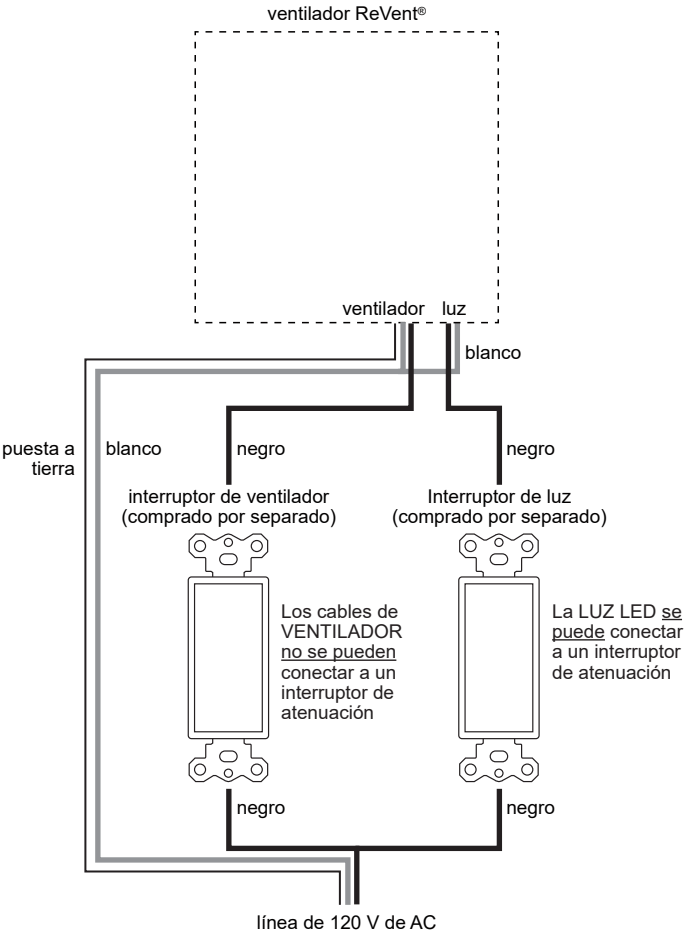 ventilador ReVent®
ventilador
luz
blanco
puesta a
tierra
blanco
negro
negro
interruptor de ventilador
(comprado por separado)
Interruptor de luz
(comprado por separado)
Los cables de
VENTILADOR
no se pueden
conectar a un
interruptor de
atenuación
La LUZ LED se
puede conectar
a un interruptor
de atenuación
negro
negro
línea de 120 V de AC